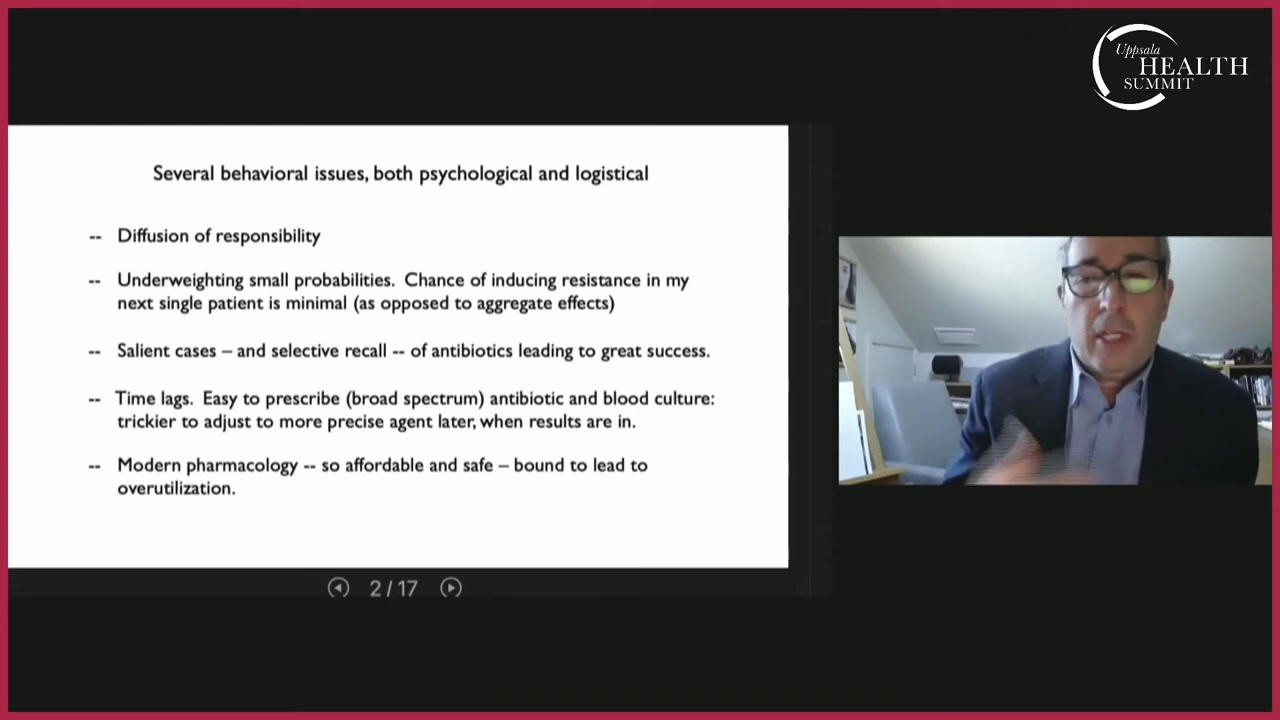 Uppsala
HEALTH
SUMMIT
Several behavioral issues, both psychological and logistical
-- Diffusion of responsibility
-- Underweighting small probabilities. Chance of inducing resistance in my
next single patient is minimal (as opposed to aggregate effects)
-- Salient cases – and selective recall -- of antibiotics leading to great success.
-- Time lags. Easy to prescribe (broad spectrum) antibiotic and blood culture:
trickier to adjust to more precise agent later, when results are in.
-- Modern pharmacology -- so affordable and safe – bound to lead to
overutilization.
2 / 17